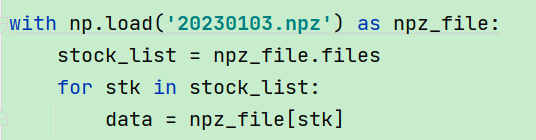 with np.load('20230103.npz') as npz_file:
    stock_list = npz_file.files
    for stk in stock_list:
        data = npz_file[stk]